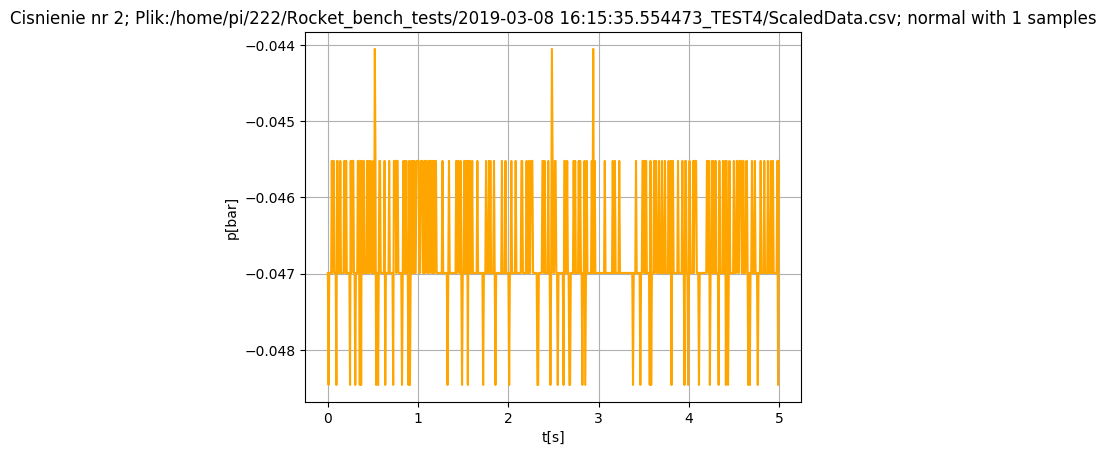 Cisnienie nr 2; Plik:/home/pi/222/Rocket_bench_tests/2019-03-08 16:15:35.554473_TEST4/ScaledData.csv; normal with 1 samples
−0.044
−0.045
−0.046
−0.047
−0.048
p[bar]
0 1 2 3 4 5
t[s]